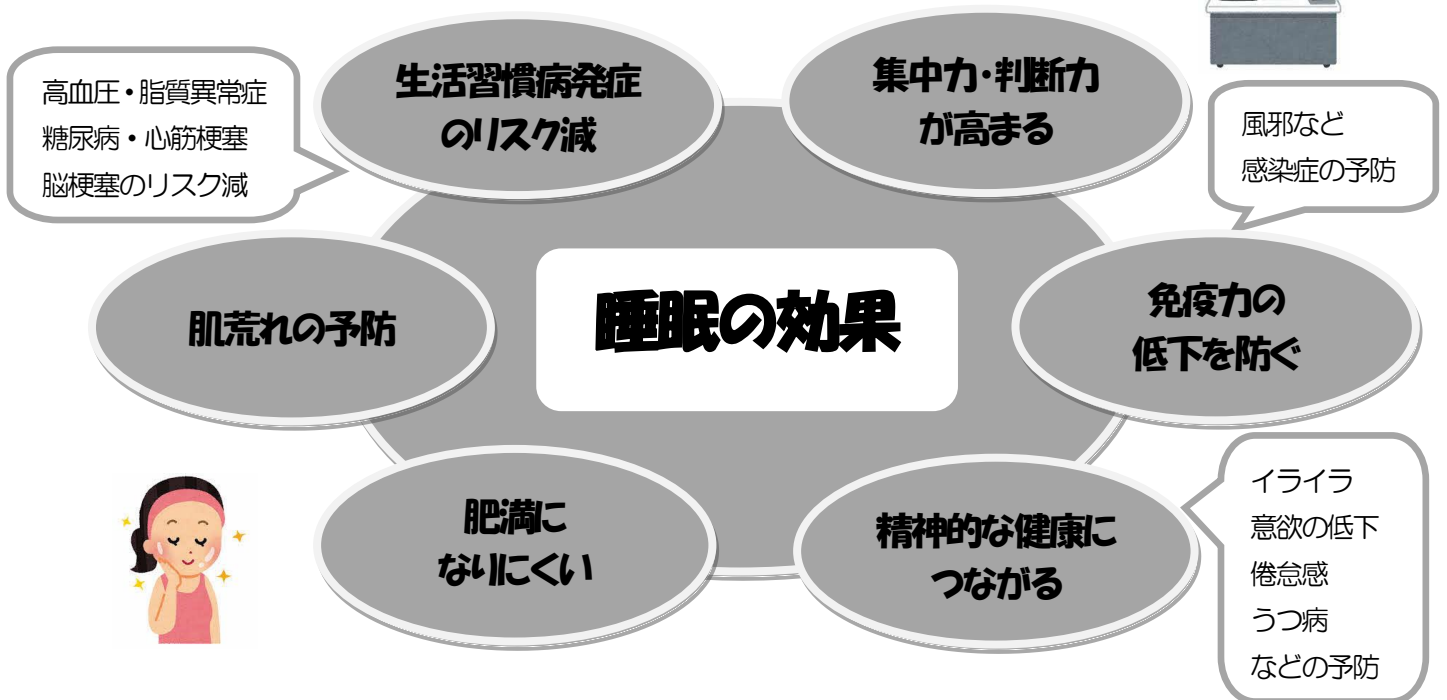 生活習慣病発症
のリスク減
集中力・判断力
が高まる
高血圧・脂質異常症
糖尿病・心筋梗塞
脳梗塞のリスク減
風邪など
感染症の予防
肌荒れの予防
睡眠の効果
免疫力の
低下を防ぐ
肥満に
なりにくい
精神的な健康に
つながる
イライラ
意欲の低下
倦怠感
うつ病
などの予防